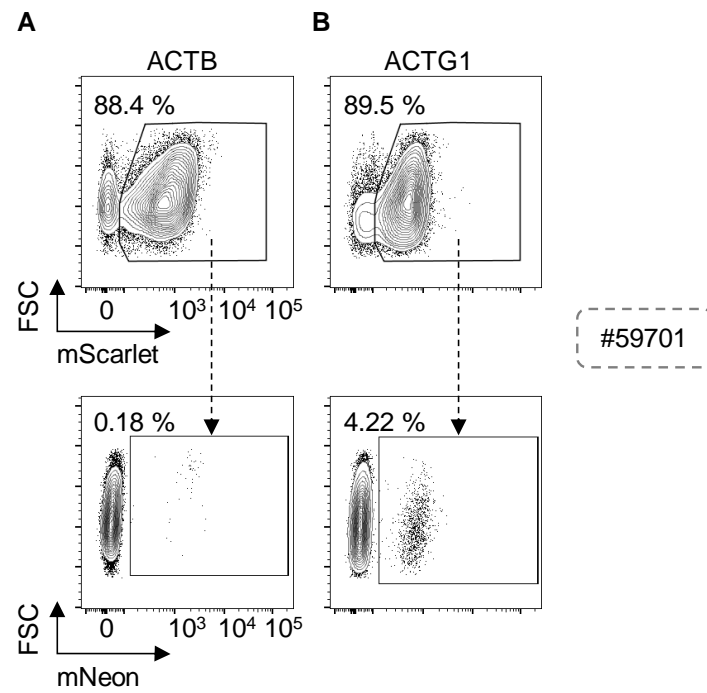 A
B
ACTB
ACTG1
88.4 %
89.5 %
FSC
0
10³ 10⁴ 10⁵
mScarlet
#59701
0.18 %
4.22 %
FSC
0
10³ 10⁴ 10⁵
mNeon